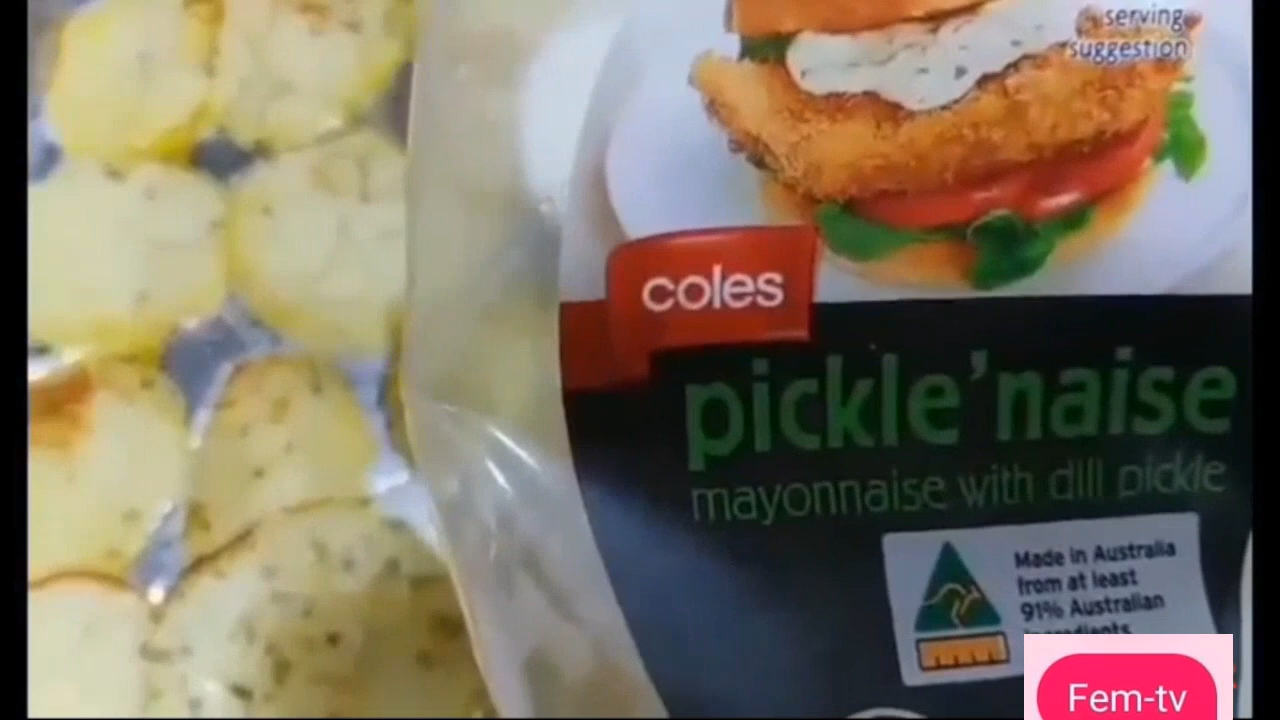 serving
suggestion
coles
pickle'naise
mayonnaise with dill pickle
Made in Australia
from at least
91% Australian
ingredients
Fem-tv